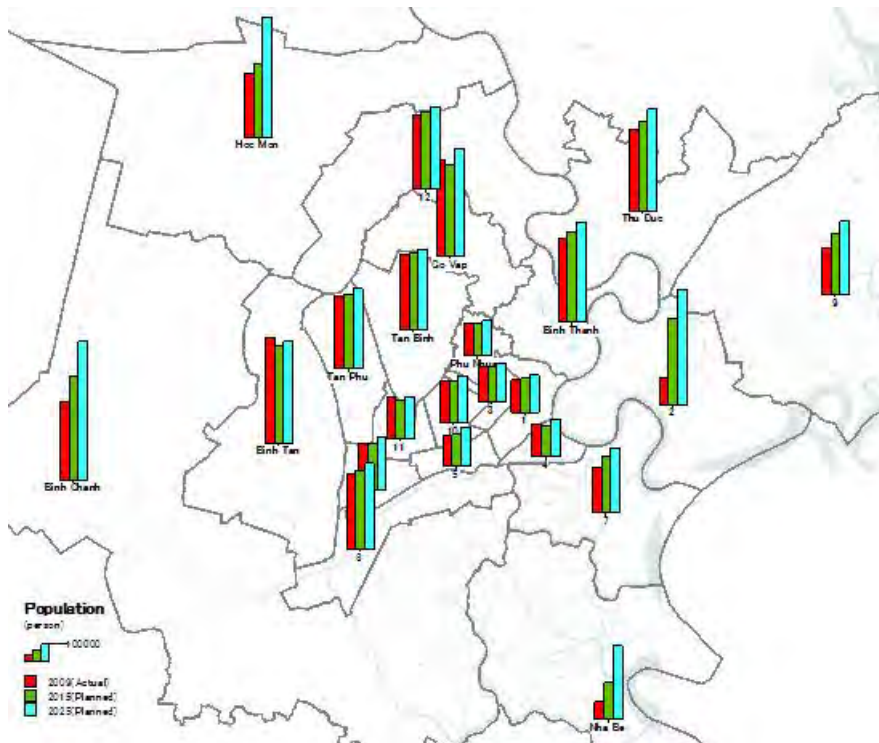 Hoc Mon
12
Thu Duc
Go Vap
9
Binh Thanh
Tan Binh
Phu Nhuan
Tan Phu
2
3
1
10
11
Binh Tan
4
5
Binh Chanh
7
Population
(person)
100000
2009(Actual)
2015(Planned)
2025(Planned)
Nha Be